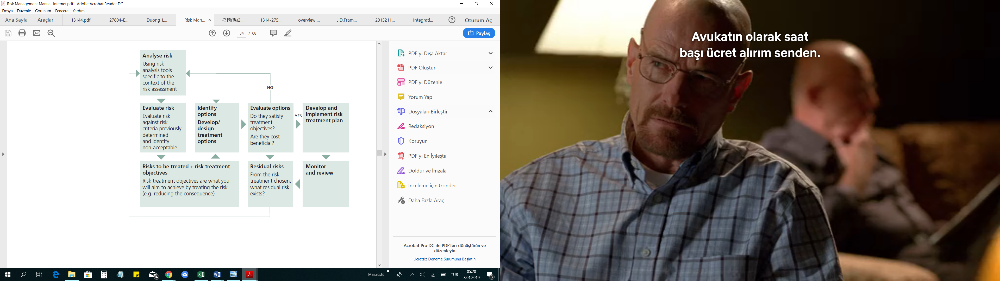 Risk Management Manual-Internet.pdf - Adobe Acrobat Reader DC
Dosya Düzenle Görünüm Pencere Yardım
Ana Sayfa Araçlar 13144.pdf 27804-E... Duong_L... Risk Man... × 経情(課)2... 1314-275... overview ... J.D.Fram... 2015211... Integrati... ? Oturum Aç
34 / 68 Paylaş
Analyse risk
Using risk
analysis tools
specific to the
context of the
risk assessment
NO
Evaluate risk
Evaluate risk
against risk
criteria previously
determined
and identify
non-acceptable
Identify
options
Develop/
design
treatment
options
Evaluate options
Do they satisfy
treatment
objectives?
Are they cost
beneficial?
YES
Develop and
implement risk
treatment plan
Risks to be treated + risk treatment
objectives
Risk treatment objectives are what you
will aim to achieve by treating the risk
(e.g. reducing the consequence)
Residual risks
From the risk
treatment chosen,
what residual risk
exists?
Monitor
and review
PDF'yi Dışa Aktar
PDF Oluştur
PDF'yi Düzenle
Yorum Yap
Dosyaları Birleştir
Redaksiyon
Koruyun
PDF'yi En İyileştir
Doldur ve İmzala
İnceleme için Gönder
Daha Fazla Araç
Acrobat Pro DC ile PDF'leri dönüştürün ve
düzenleyin
Ücretsiz Deneme Sürümünü Başlatın
4
Masaüstü » TUR
05:28
8.01.2019
3
Avukatın olarak saat
başı ücret alırım senden.